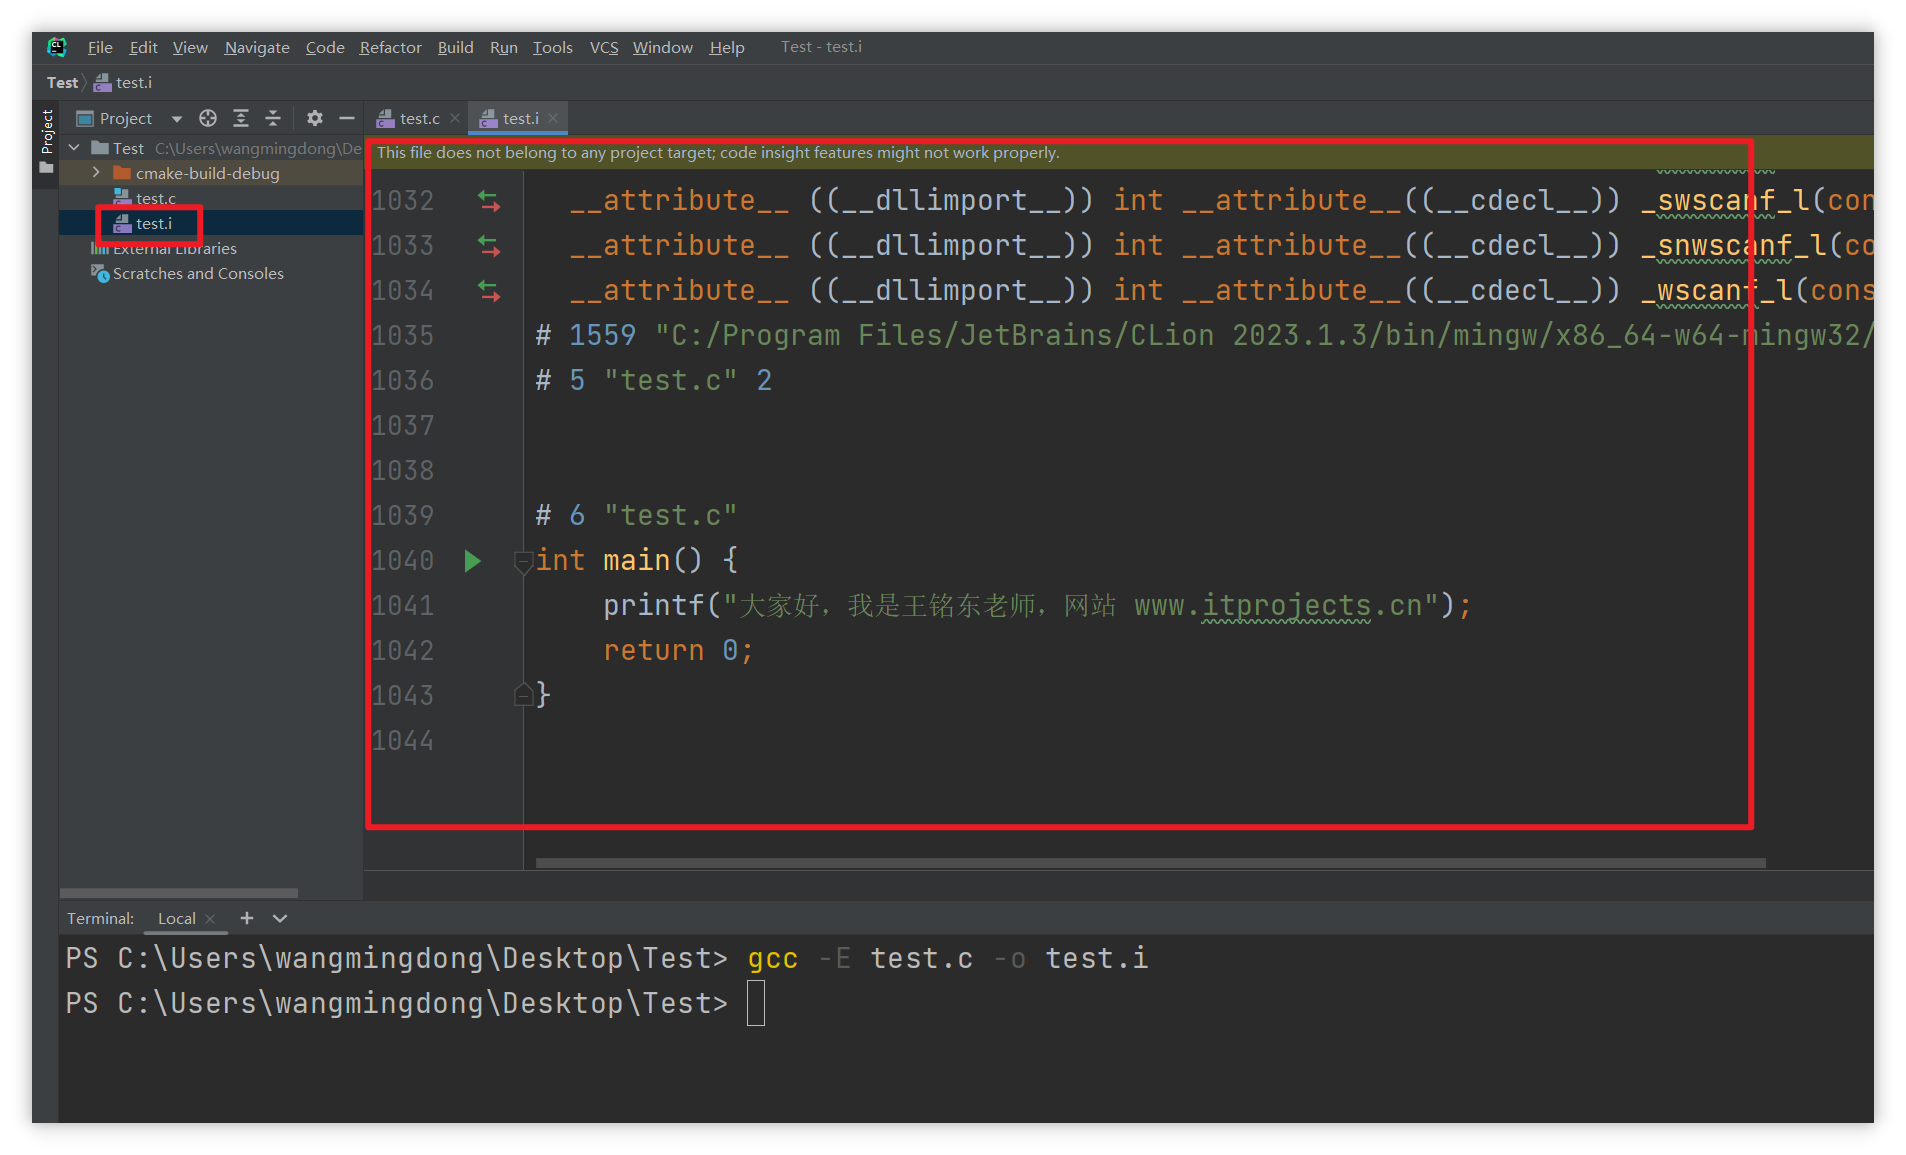 File Edit View Navigate Code Refactor Build Run Tools VCS Window Help Test - test.i
Test test.i
Project
Project
test.c
test.i
Test C:\Users\wangmingdong\De
cmake-build-debug
test.c
test.i
External Libraries
Scratches and Consoles
This file does not belong to any project target; code insight features might not work properly.
1032 __attribute__ ((__dllimport__)) int __attribute__((__cdecl__)) _swscanf_l(con
1033 __attribute__ ((__dllimport__)) int __attribute__((__cdecl__)) _snwscanf_l(co
1034 __attribute__ ((__dllimport__)) int __attribute__((__cdecl__)) _wscanf_l(cons
1035 # 1559 "C:/Program Files/JetBrains/CLion 2023.1.3/bin/mingw/x86_64-w64-mingw32/
1036 # 5 "test.c" 2
1037
1038
1039 # 6 "test.c"
1040 int main() {
1041 printf("大家好，我是王铭东老师，网站 www.itprojects.cn");
1042 return 0;
1043 }
1044
Terminal: Local
PS C:\Users\wangmingdong\Desktop\Test> gcc -E test.c -o test.i
PS C:\Users\wangmingdong\Desktop\Test>